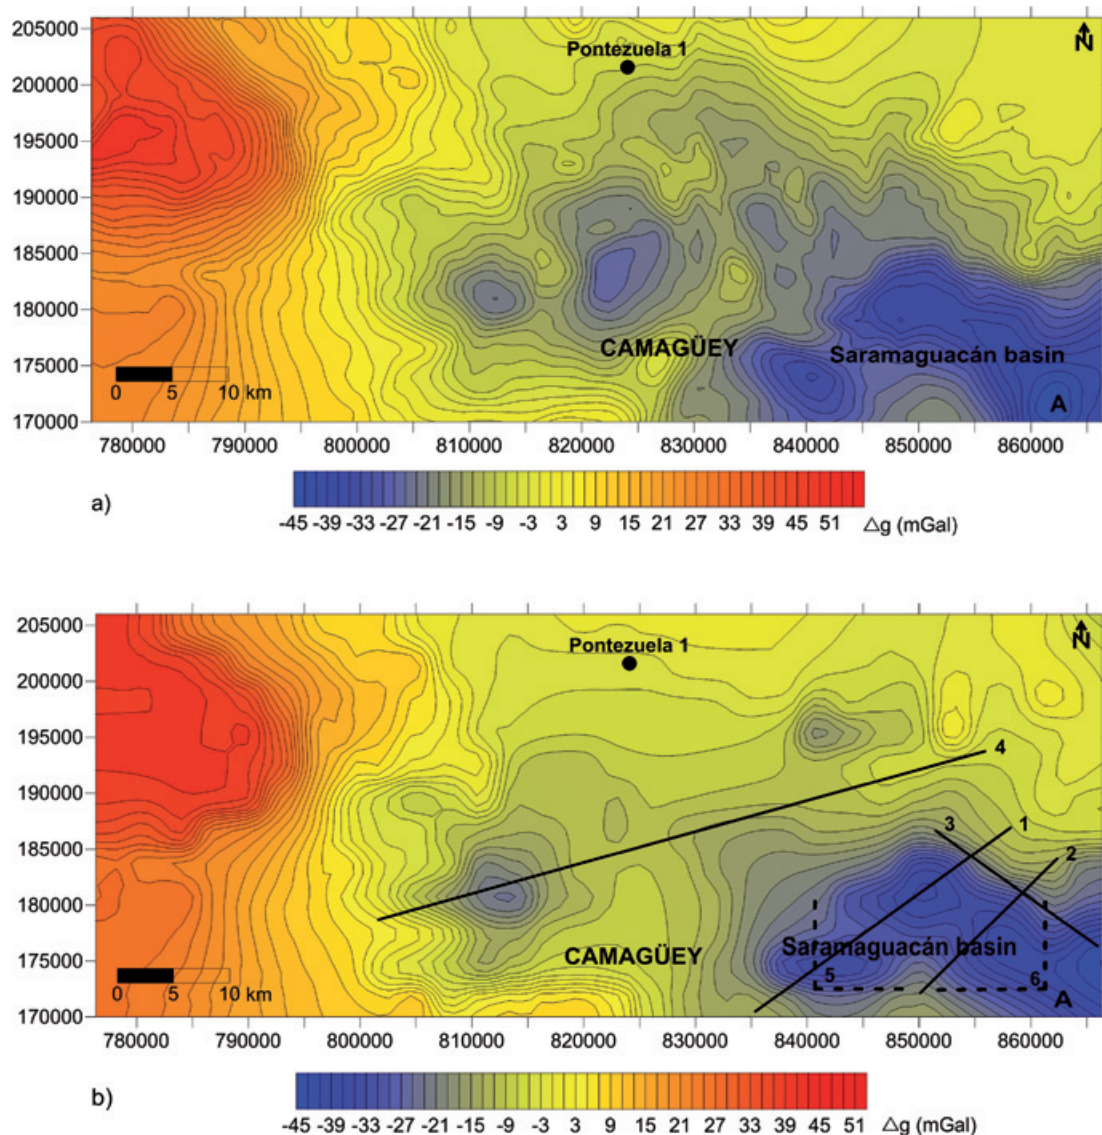 205000
N
Pontezuela 1
200000
195000
190000
185000
180000
CAMAGÜEY
175000
Saramaguacán basin
0 5 10 km
A
170000
780000 790000 800000 810000 820000 830000 840000 850000 860000
a)
-45 -39 -33 -27 -21 -15 -9 -3 3 9 15 21 27 33 39 45 51 △g (mGal)
205000
N
Pontezuela 1
200000
195000
4
190000
3 1
185000
2
180000
CAMAGÜEY
Saramaguacán basin
175000
5 6
0 5 10 km
A
170000
780000 790000 800000 810000 820000 830000 840000 850000 860000
b)
-45 -39 -33 -27 -21 -15 -9 -3 3 9 15 21 27 33 39 45 51 △g (mGal)